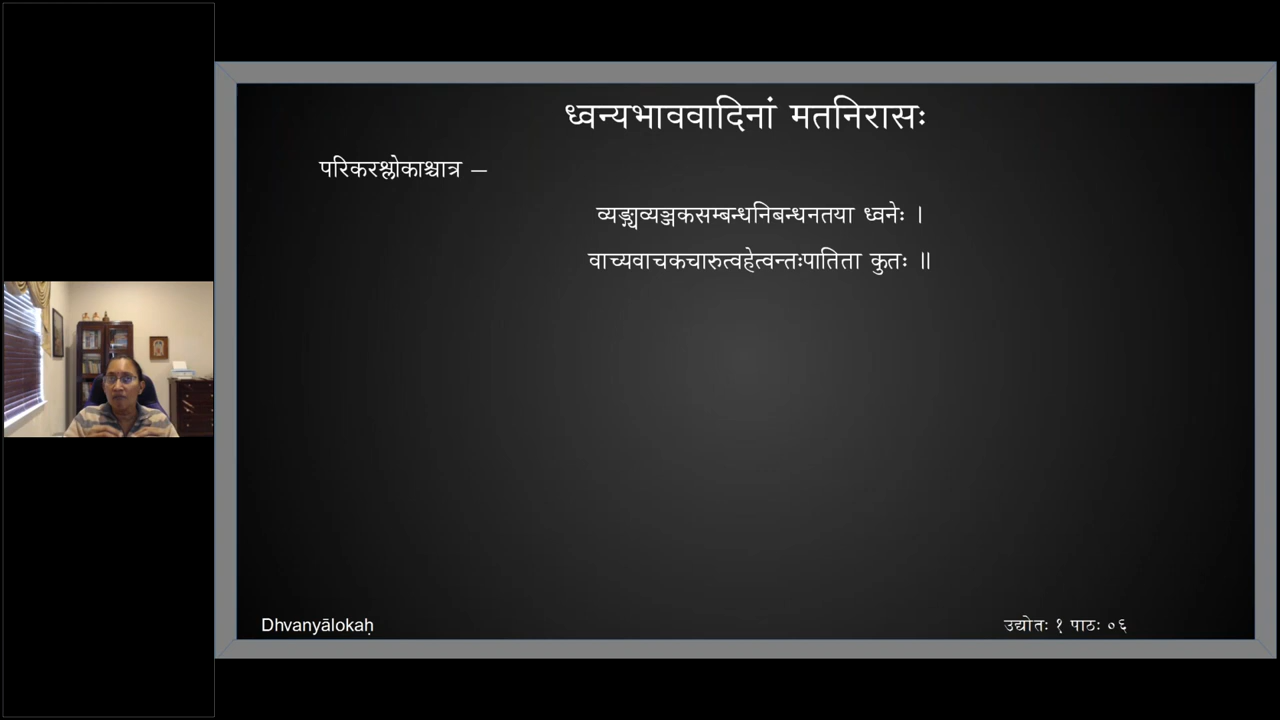 ध्वन्यभाववादिनां मतनिरासः
परिकरश्लोकाश्चात्र –
व्यङ्ग्यव्यञ्जकसम्बन्धनिबन्धनतया ध्वनेः ।
वाच्यवाचकचारुत्वहेत्वन्तःपातिता कुतः ॥
Dhvanyālokaḥ
उद्योतः १ पाठः ०६